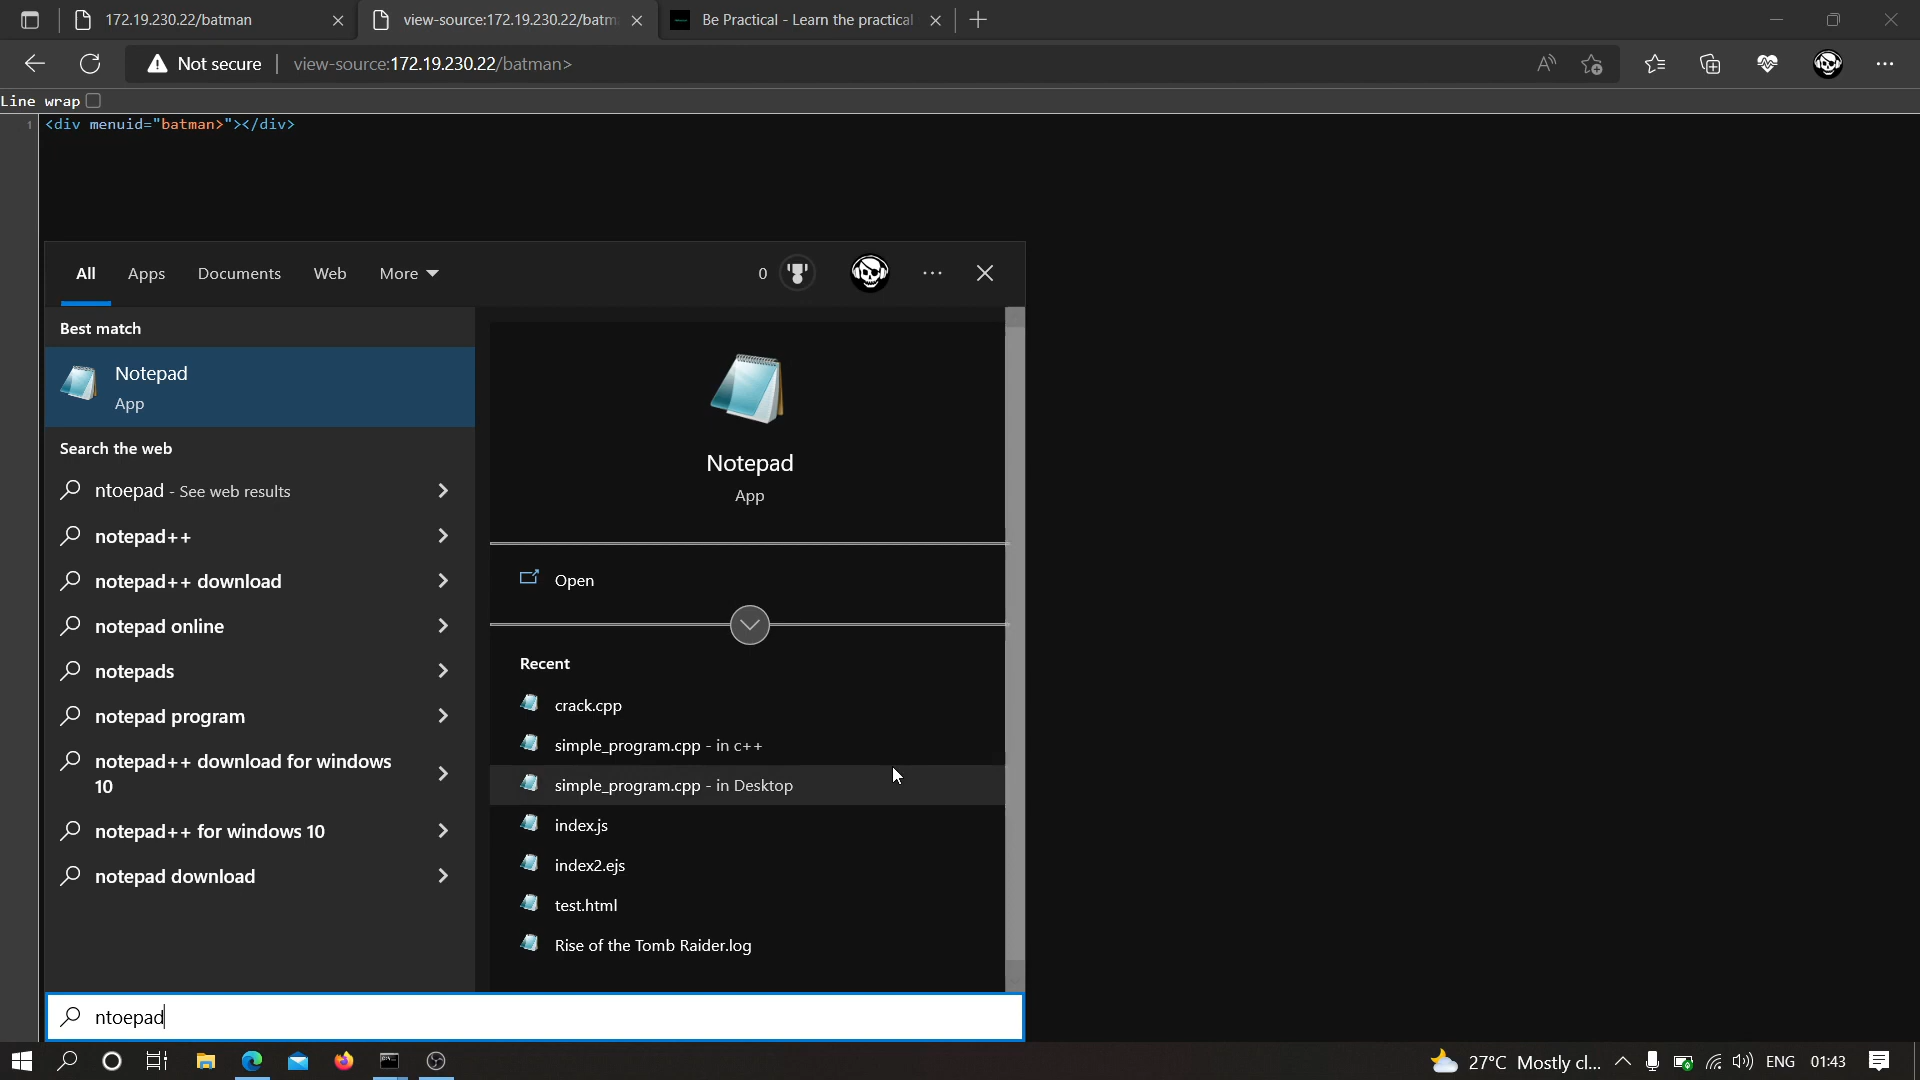 172.19.230.22/batman
view-source:172.19.230.22/batm
Be Practical - Learn the practical
Not secure
view-source:172.19.230.22/batman>
Line wrap
1
<div menuid="batman>"></div>
All
Apps
Documents
Web
More
0
Best match
Notepad
App
Search the web
ntoepad - See web results
notepad++
notepad++ download
notepad online
notepads
notepad program
notepad++ download for windows
10
notepad++ for windows 10
notepad download
Notepad
App
Open
Recent
crack.cpp
simple_program.cpp - in c++
simple_program.cpp - in Desktop
index.js
index2.ejs
test.html
Rise of the Tomb Raider.log
ntoepad
27°C Mostly cl...
ENG
01:43